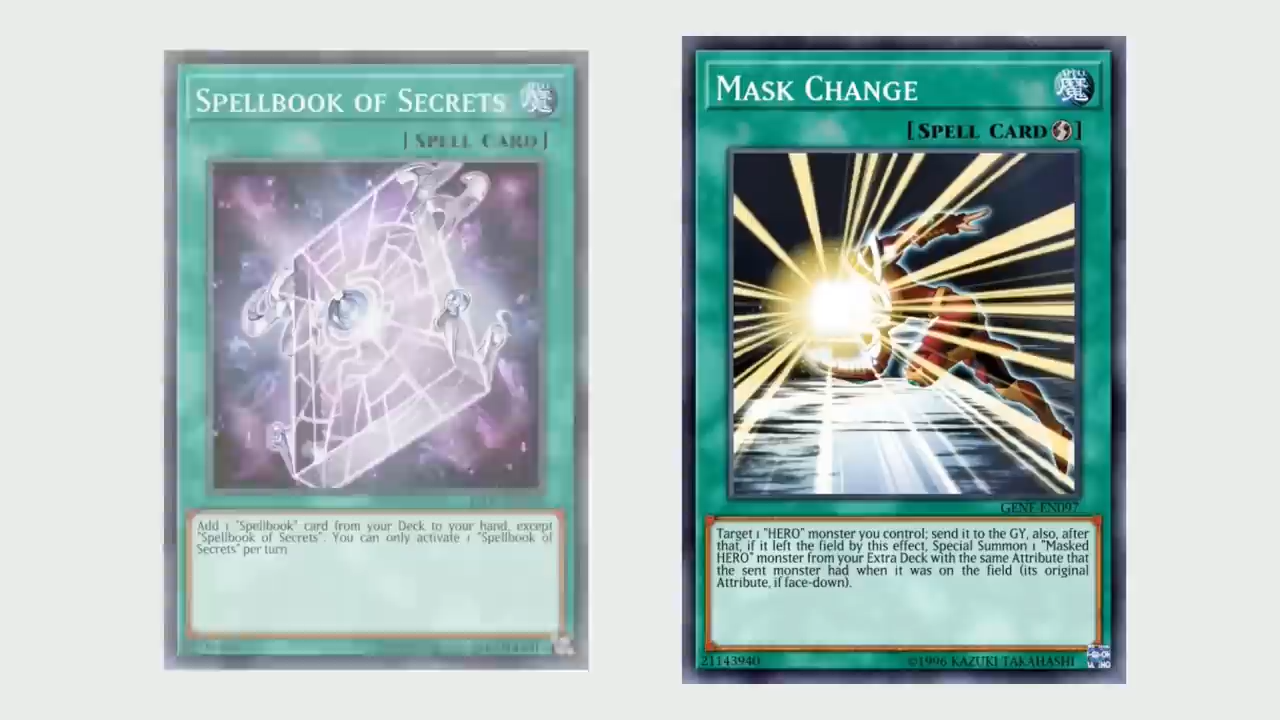 SPELLBOOK OF SECRETS
[SPELL CARD]
Add 1 "Spellbook" card from your Deck to your hand, except
"Spellbook of Secrets". You can only activate 1 "Spellbook of
Secrets" per turn
MASK CHANGE
[SPELL CARD]
GENF-EN097
Target 1 "HERO" monster you control; send it to the GY, also, after
that, if it left the field by this effect, Special Summon 1 "Masked
HERO" monster from your Extra Deck with the same Attribute that
the sent monster had when it was on the field (its original
Attribute, if face-down).
21143940
©1996 KAZUKI TAKAHASHI